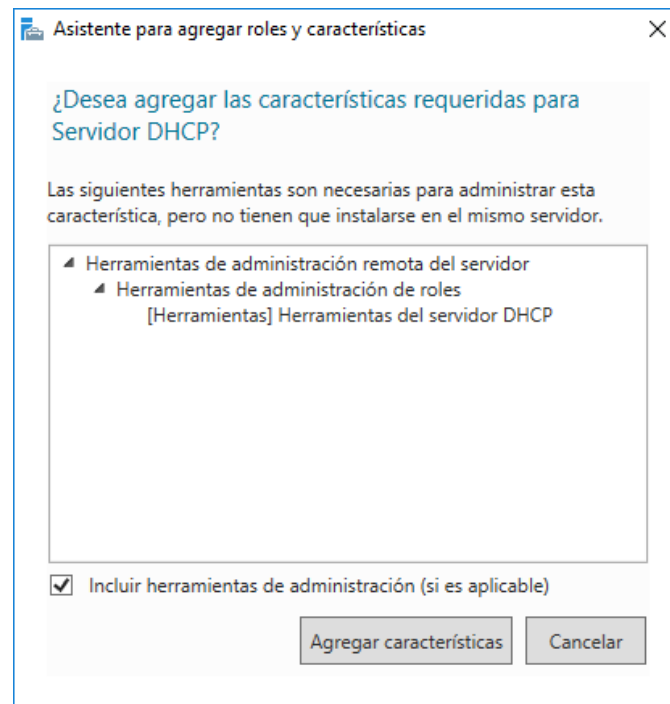 Asistente para agregar roles y características
¿Desea agregar las características requeridas para
Servidor DHCP?
Las siguientes herramientas son necesarias para administrar esta
característica, pero no tienen que instalarse en el mismo servidor.
Herramientas de administración remota del servidor
Herramientas de administración de roles
[Herramientas] Herramientas del servidor DHCP
Incluir herramientas de administración (si es aplicable)
Agregar características
Cancelar